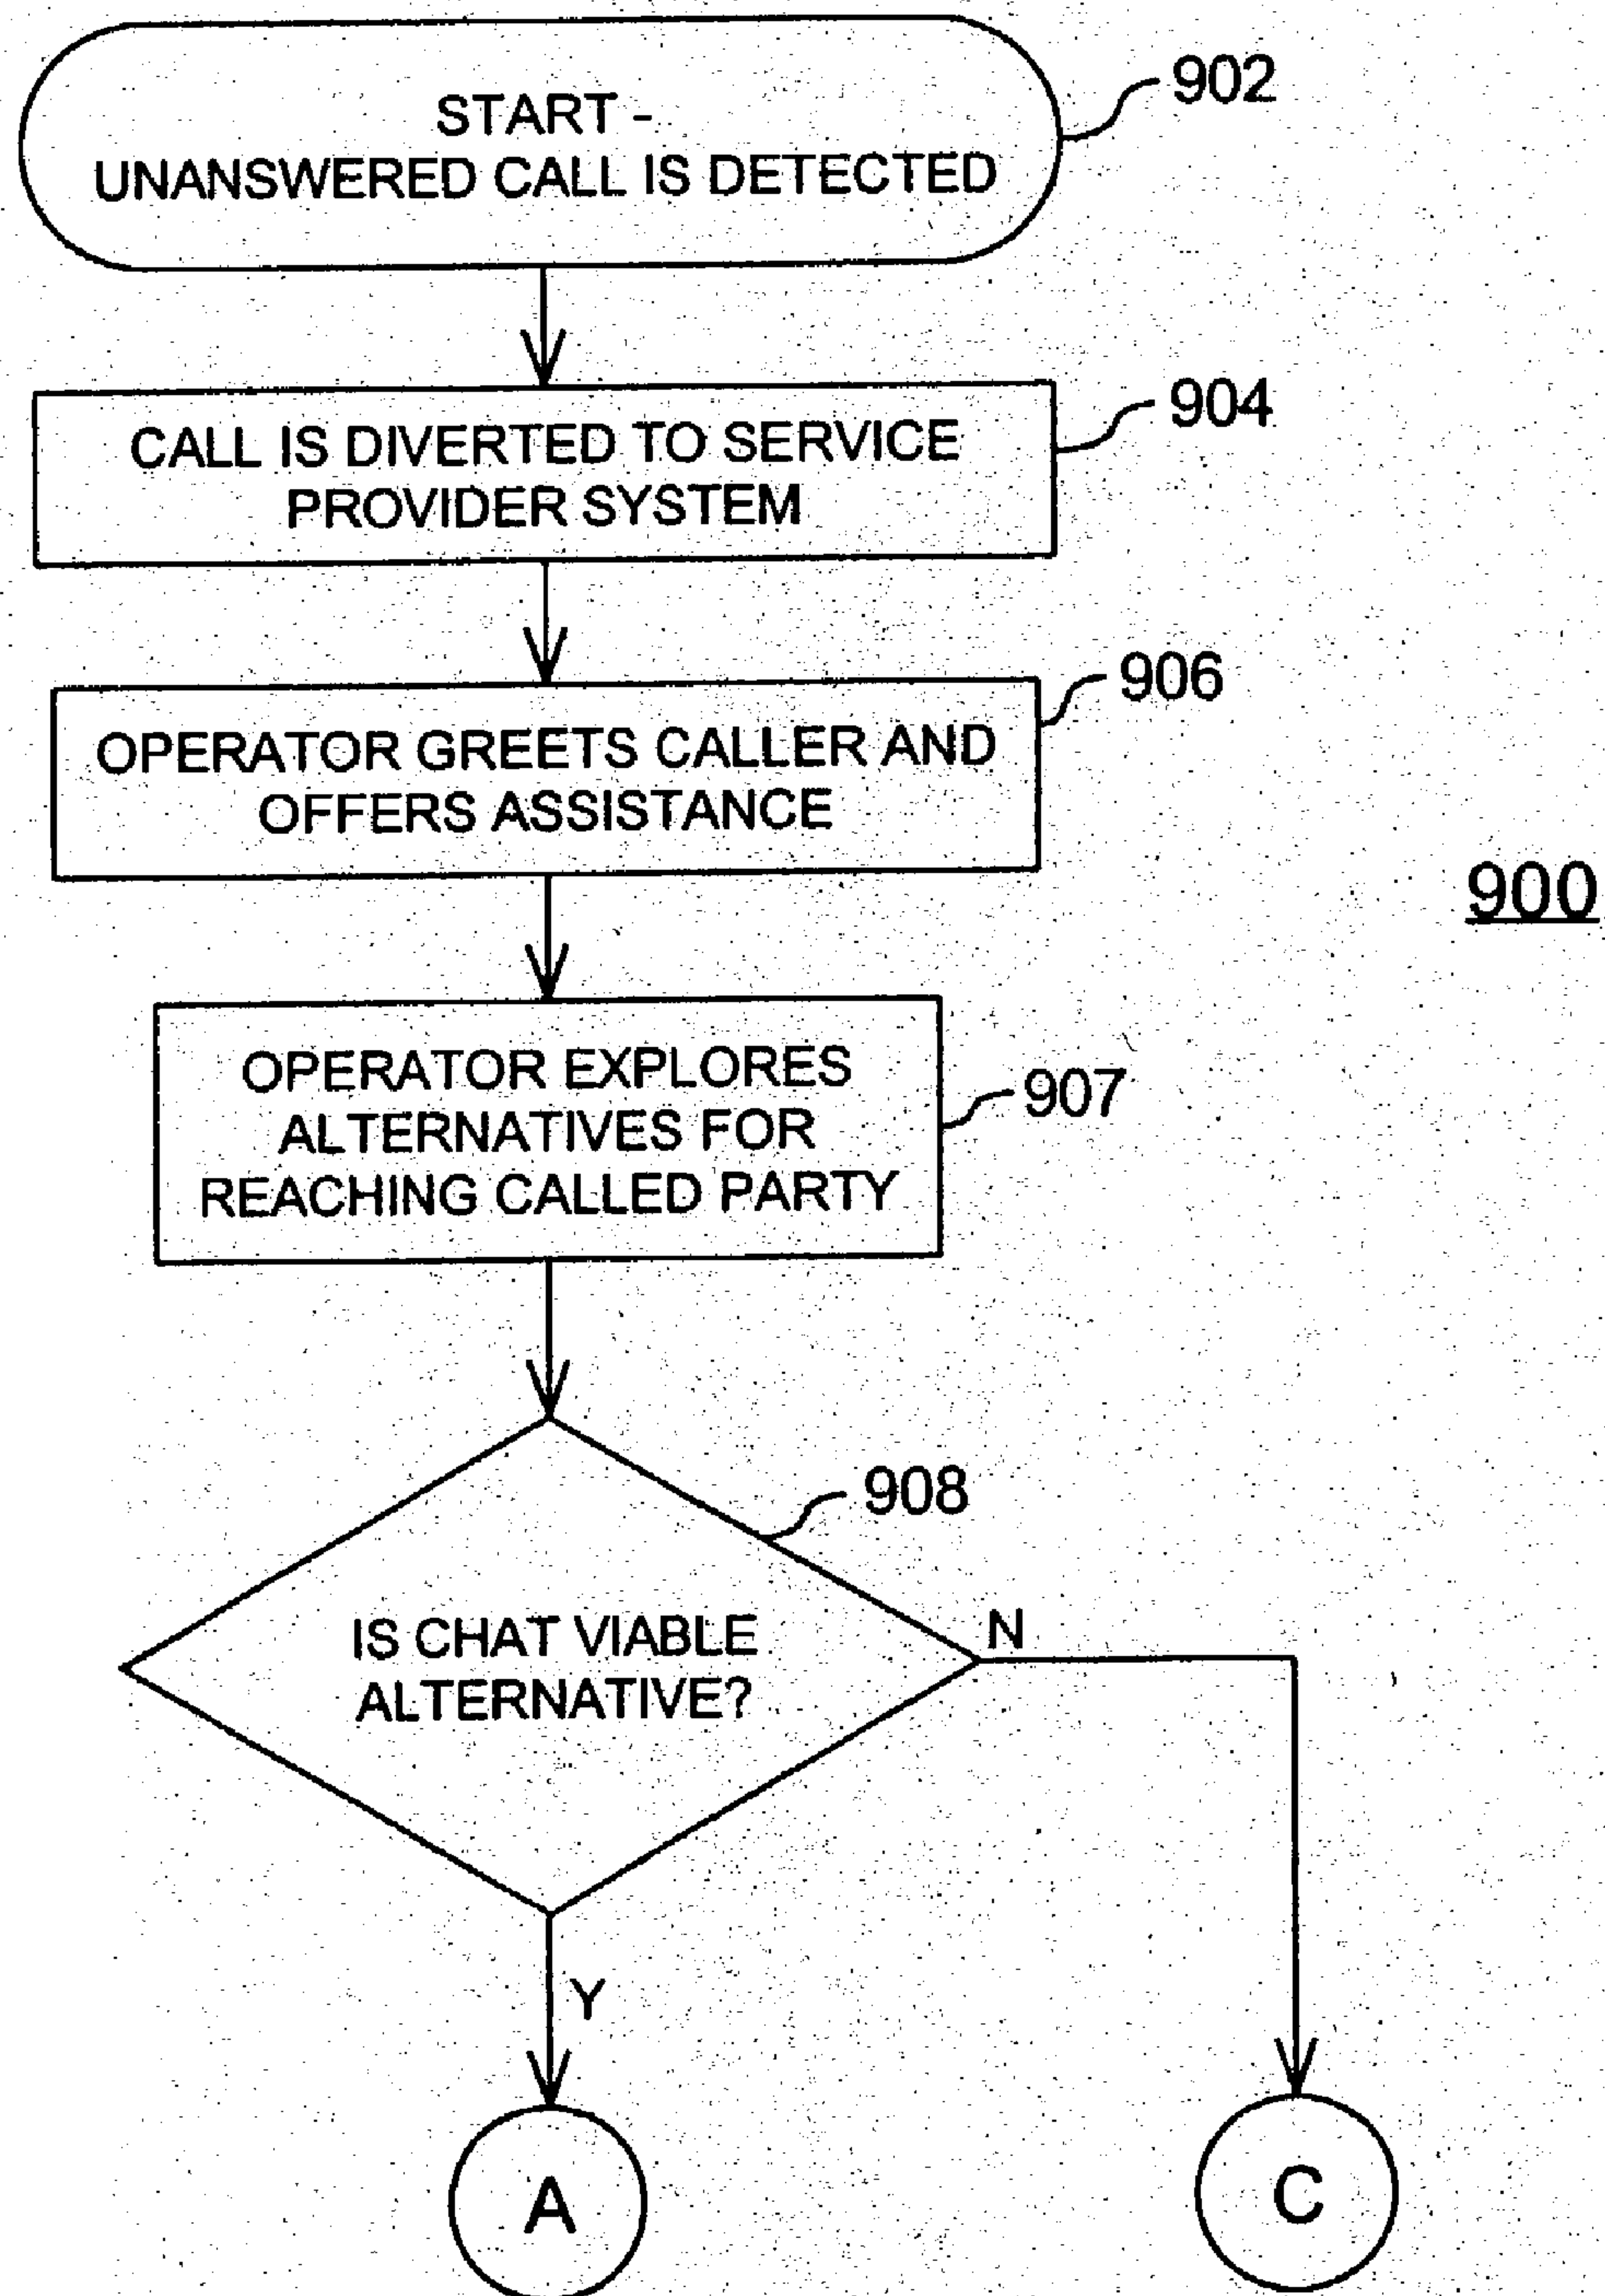 START -
UNANSWERED CALL IS DETECTED
902
CALL IS DIVERTED TO SERVICE
PROVIDER SYSTEM
904
OPERATOR GREETS CALLER AND
OFFERS ASSISTANCE
906
900
OPERATOR EXPLORES
ALTERNATIVES FOR
REACHING CALLED PARTY
907
908
IS CHAT VIABLE
ALTERNATIVE?
N
Y
A
C